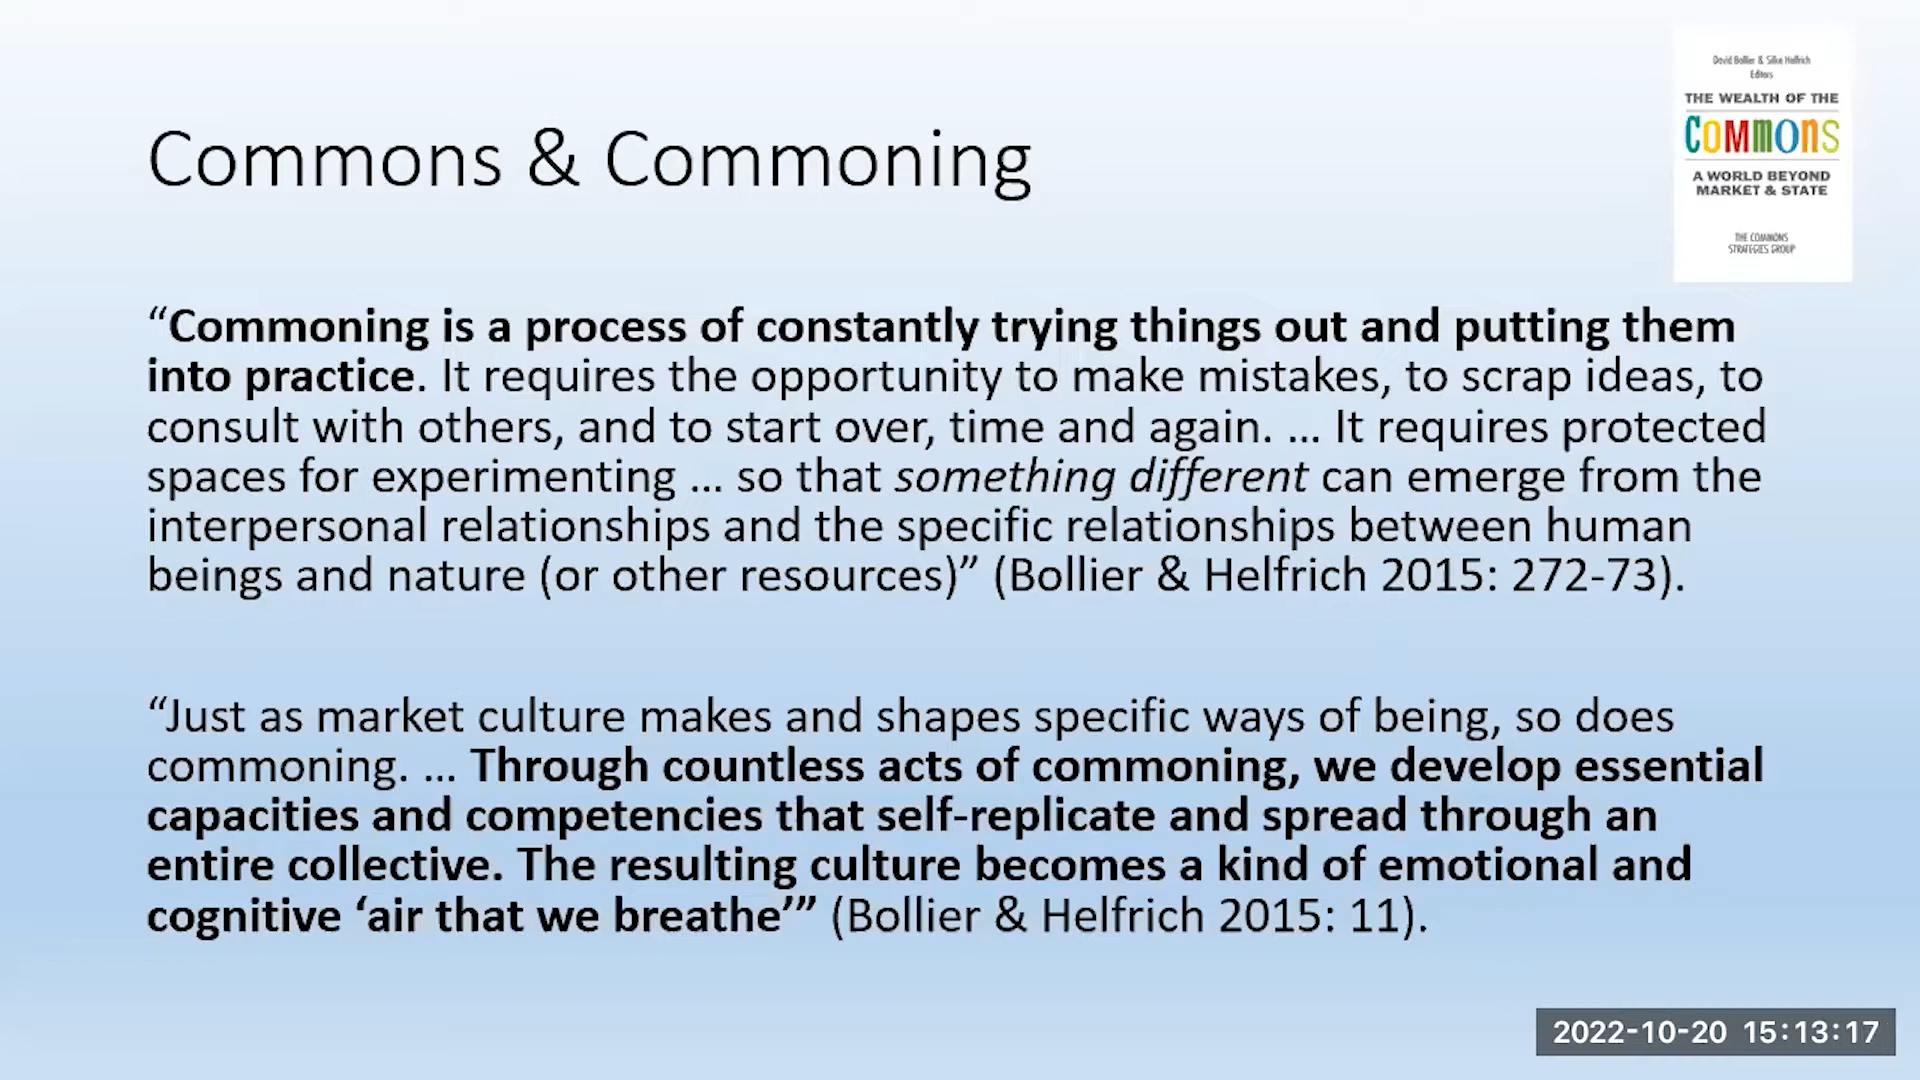 David Bollier & Silke Helfrich
Editors
THE WEALTH OF THE
COMMONS
A WORLD BEYOND
MARKET & STATE
THE COMMONS
STRATEGIES GROUP
Commons & Commoning
“Commoning is a process of constantly trying things out and putting them
into practice. It requires the opportunity to make mistakes, to scrap ideas, to
consult with others, and to start over, time and again. … It requires protected
spaces for experimenting … so that something different can emerge from the
interpersonal relationships and the specific relationships between human
beings and nature (or other resources)” (Bollier & Helfrich 2015: 272-73).
“Just as market culture makes and shapes specific ways of being, so does
commoning. … Through countless acts of commoning, we develop essential
capacities and competencies that self-replicate and spread through an
entire collective. The resulting culture becomes a kind of emotional and
cognitive ‘air that we breathe’” (Bollier & Helfrich 2015: 11).
2022-10-20 15:13:17